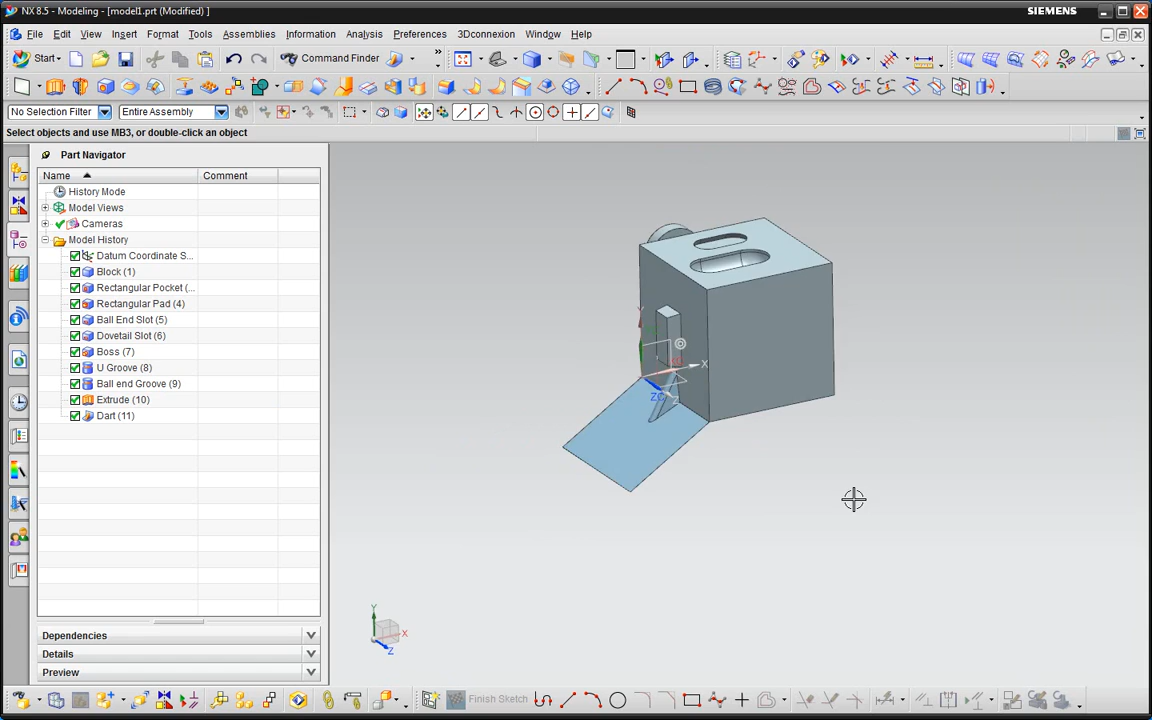 NX 8.5 - Modeling - [model1.prt (Modified) ]
SIEMENS
File Edit View Insert Format Tools Assemblies Information Analysis Preferences 3Dconnexion Window Help
Start Command Finder
No Selection Filter Entire Assembly
Select objects and use MB3, or double-click an object
Part Navigator
Name Comment
History Mode
Model Views
Cameras
Model History
Datum Coordinate S...
Block (1)
Rectangular Pocket (...
Rectangular Pad (4)
Ball End Slot (5)
Dovetail Slot (6)
Boss (7)
U Groove (8)
Ball end Groove (9)
Extrude (10)
Dart (11)
Y
X
ZC
Z
Dependencies
Details
Preview
Y
X
Z
Finish Sketch